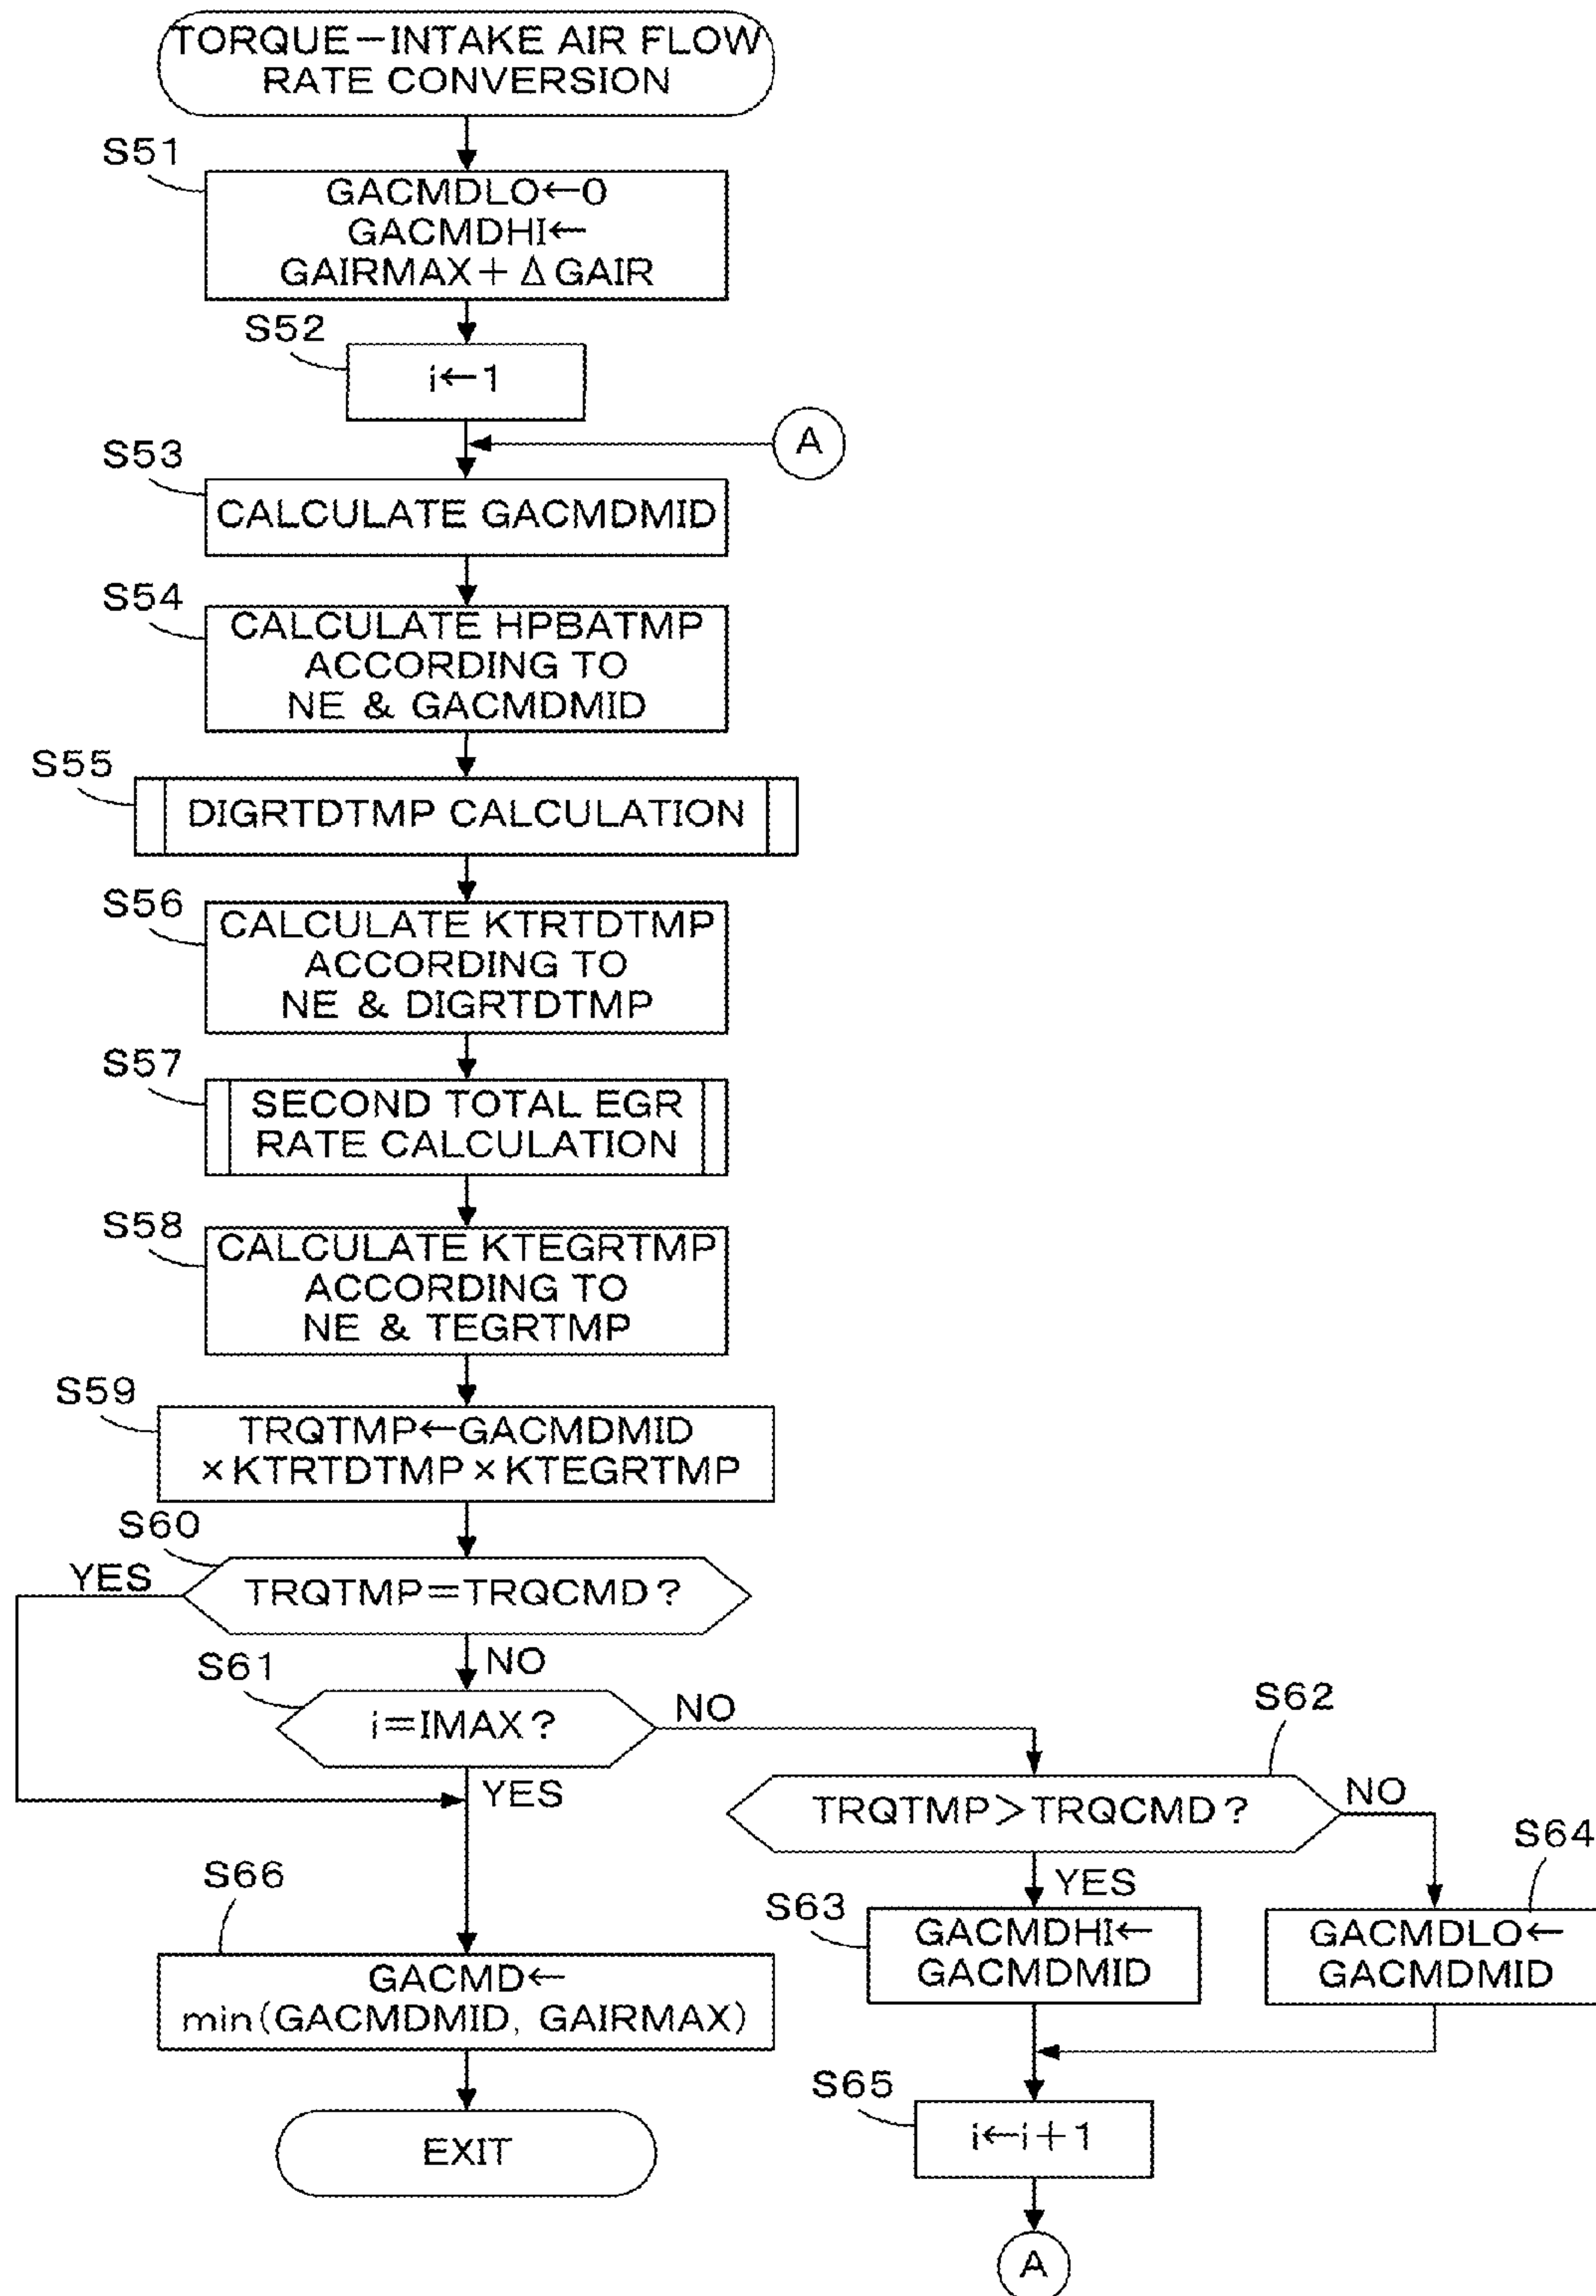 TORQUE-INTAKE AIR FLOW
RATE CONVERSION
S51
GACMDLO←0
GACMDHI←
GAIRMAX+ΔGAIR
S52
i←1
A
S53
CALCULATE GACMDMID
S54
CALCULATE HPBATMP
ACCORDING TO
NE & GACMDMID
S55
DIGRTDTMP CALCULATION
S56
CALCULATE KTRTDTMP
ACCORDING TO
NE & DIGRTDTMP
S57
SECOND TOTAL EGR
RATE CALCULATION
S58
CALCULATE KTEGRTMP
ACCORDING TO
NE & TEGRTMP
S59
TRQTMP←GACMDMID
×KTRTDTMP×KTEGRTMP
S60
YES
TRQTMP=TRQCMD?
NO
S61
i=IMAX?
NO
YES
S62
TRQTMP>TRQCMD?
NO
YES
S63
GACMDHI←
GACMDMID
S64
GACMDLO←
GACMDMID
S65
i←i+1
A
S66
GACMD←
min(GACMDMID, GAIRMAX)
EXIT